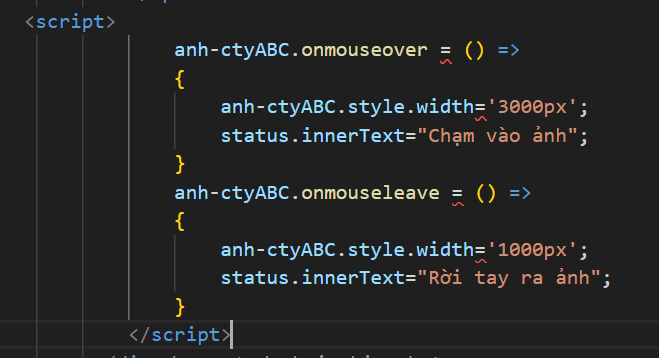 <script>
anh-ctyABC.onmouseover = () =>
{
anh-ctyABC.style.width='3000px';
status.innerText="Chạm vào ảnh";
}
anh-ctyABC.onmouseleave = () =>
{
anh-ctyABC.style.width='1000px';
status.innerText="Rời tay ra ảnh";
}
</script>